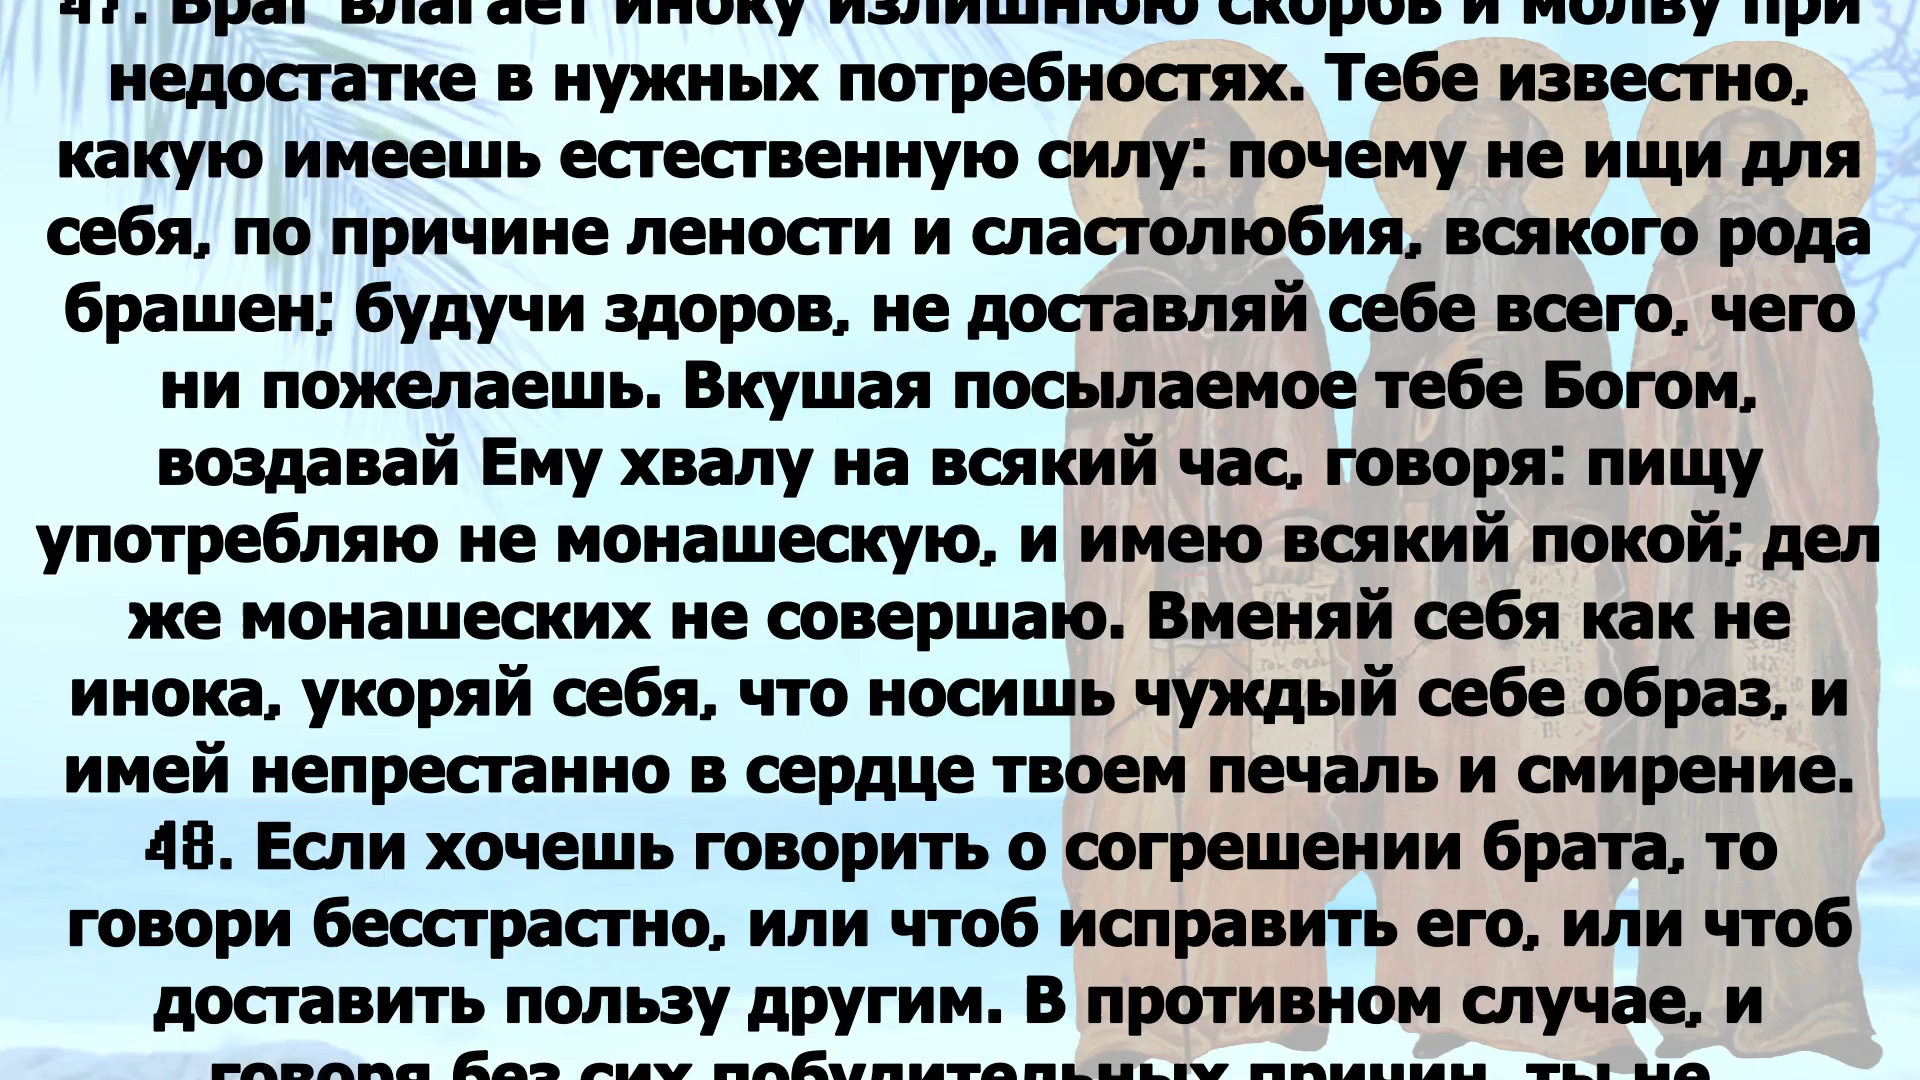 47. Враг влагает иноку излишнюю скорбь и молву при
недостатке в нужных потребностях. Тебе известно,
какую имеешь естественную силу: почему не ищи для
себя, по причине лености и сластолюбия, всякого рода
брашен; будучи здоров, не доставляй себе всего, чего
ни пожелаешь. Вкушая посылаемое тебе Богом,
воздавай Ему хвалу на всякий час, говоря: пищу
употребляю не монашескую, и имею всякий покой; дел
же монашеских не совершаю. Вменяй себя как не
инока, укоряй себя, что носишь чуждый себе образ, и
имей непрестанно в сердце твоем печаль и смирение.
48. Если хочешь говорить о согрешении брата, то
говори бесстрастно, или чтоб исправить его, или чтоб
доставить пользу другим. В противном случае, и
говоря без сих побудительных причин, ты не